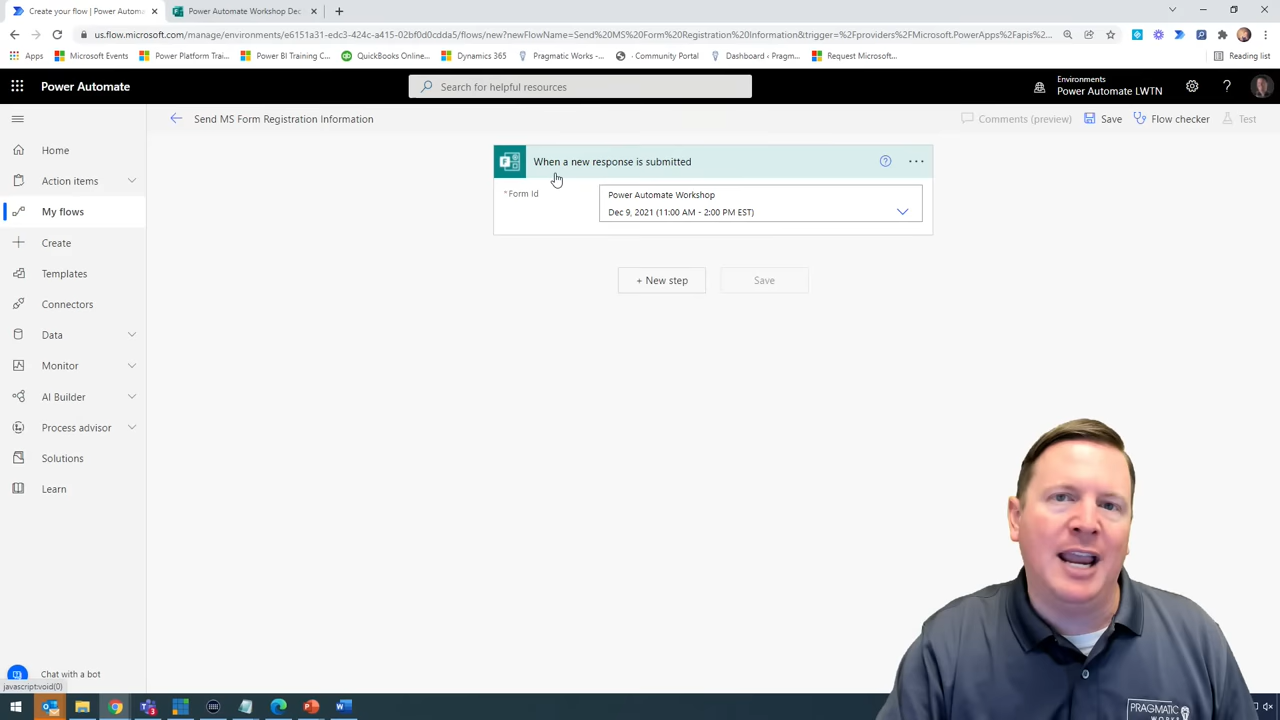 Create your flow | Power Automa
Power Automate Workshop Dec
us.flow.microsoft.com/manage/environments/e6151a31-edc3-424c-a415-02bf0d0cdda5/flows/new?newFlowName=Send%20MS%20Form%20Registration%20Information&trigger=%2Fproviders%2FMicrosoft.PowerApps%2Fapis%2...
Apps
Microsoft Events
Power Platform Trai...
Power BI Training C...
QuickBooks Online...
Dynamics 365
Pragmatic Works -...
· Community Portal
Dashboard ‹ Pragm...
Request Microsoft...
Reading list
Power Automate
Search for helpful resources
Environments
Power Automate LWTN
Send MS Form Registration Information
Comments (preview)
Save
Flow checker
Test
Home
Action items
My flows
Create
Templates
Connectors
Data
Monitor
AI Builder
Process advisor
Solutions
Learn
Chat with a bot
javascript:void(0)
When a new response is submitted
* Form Id
Power Automate Workshop
Dec 9, 2021 (11:00 AM - 2:00 PM EST)
+ New step
Save
PRAGMATIC
WORKS